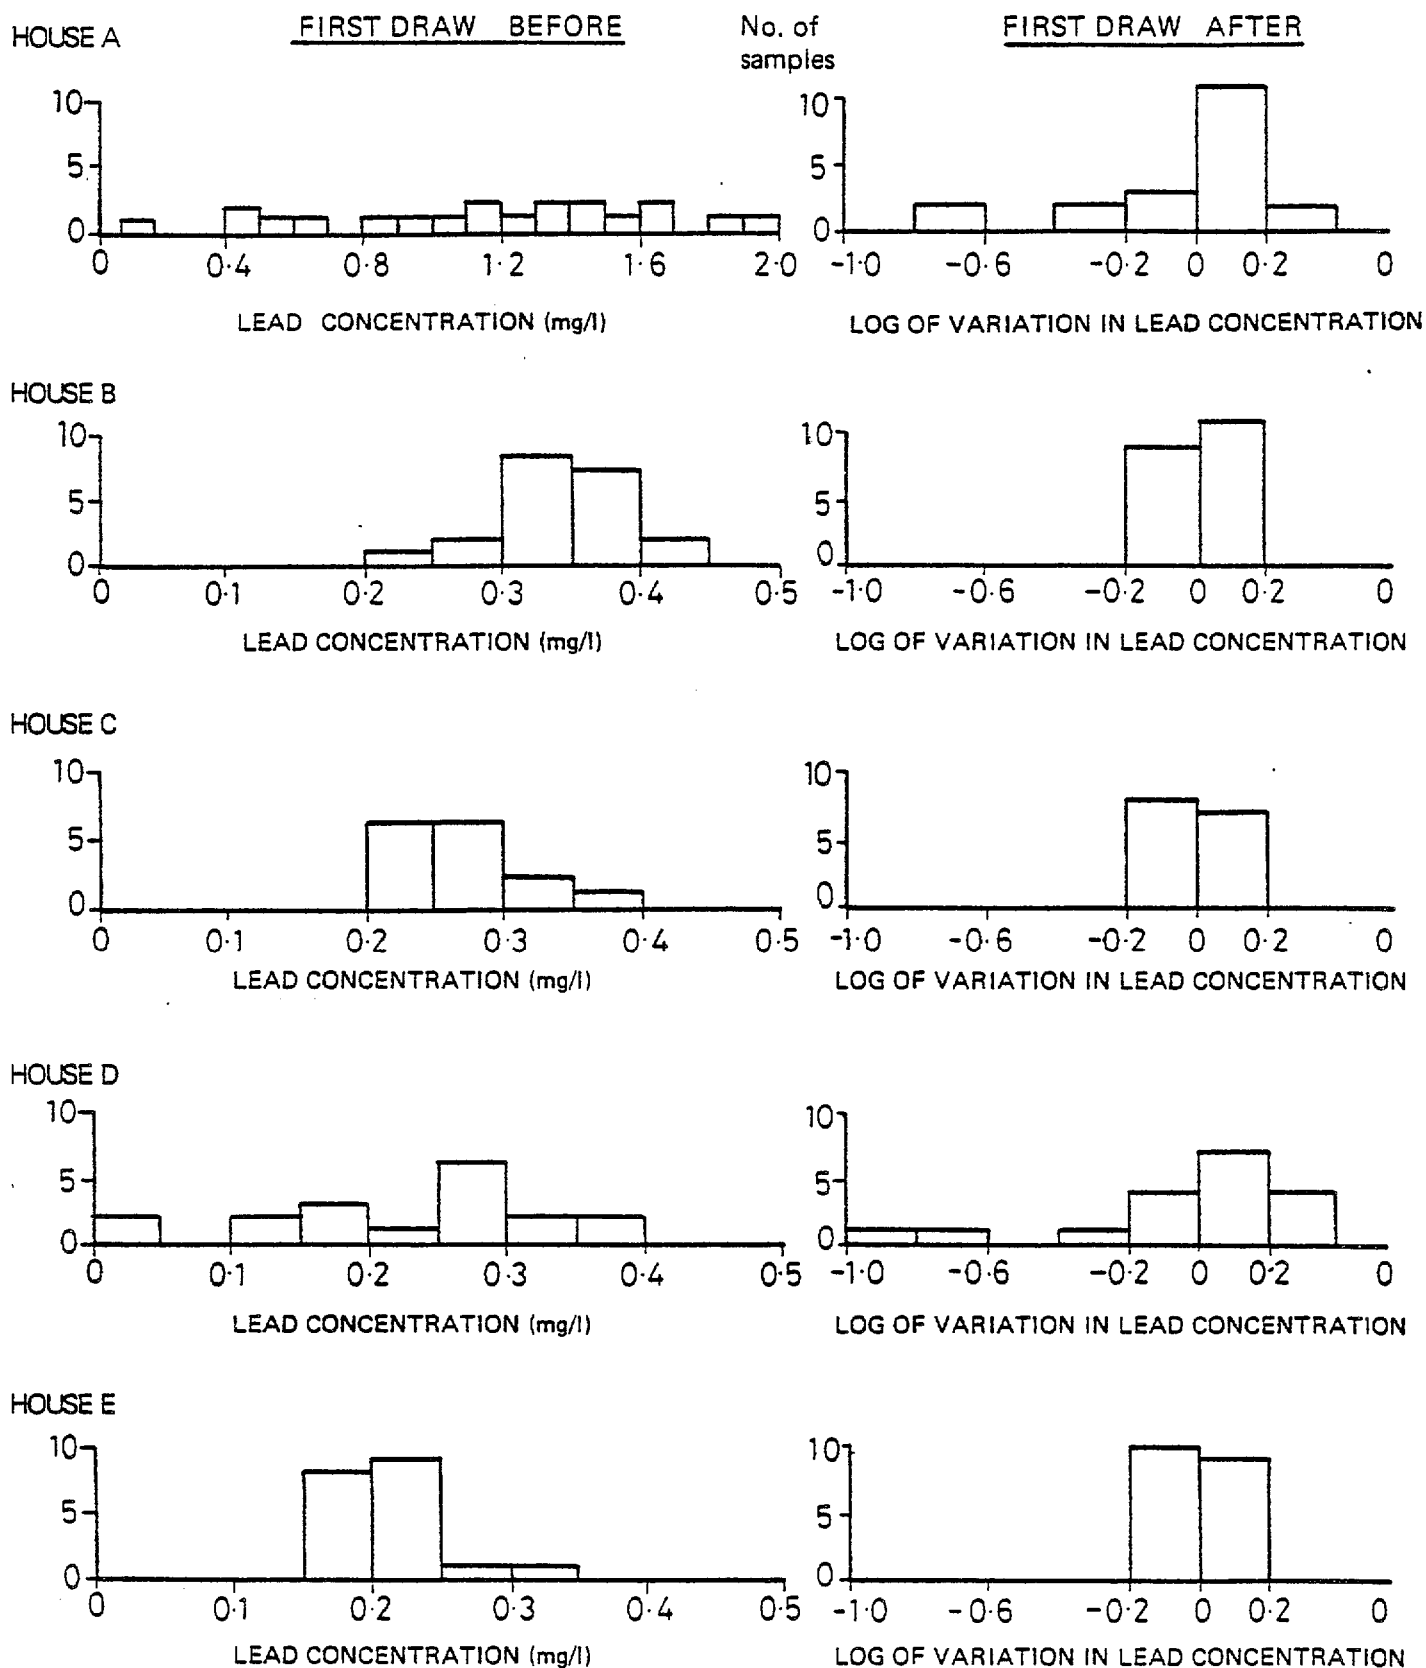 HOUSE A FIRST DRAW BEFORE No. of samples FIRST DRAW AFTER
10
5
0
0 0·4 0·8 1·2 1·6 2·0
LEAD CONCENTRATION (mg/l)
10
5
0
-1·0 -0·6 -0·2 0 0·2 0
LOG OF VARIATION IN LEAD CONCENTRATION
HOUSE B
10
5
0
0 0·1 0·2 0·3 0·4 0·5
LEAD CONCENTRATION (mg/l)
10
5
0
-1·0 -0·6 -0·2 0 0·2 0
LOG OF VARIATION IN LEAD CONCENTRATION
HOUSE C
10
5
0
0 0·1 0·2 0·3 0·4 0·5
LEAD CONCENTRATION (mg/l)
10
5
0
-1·0 -0·6 -0·2 0 0·2 0
LOG OF VARIATION IN LEAD CONCENTRATION
HOUSE D
10
5
0
0 0·1 0·2 0·3 0·4 0·5
LEAD CONCENTRATION (mg/l)
10
5
0
-1·0 -0·6 -0·2 0 0·2 0
LOG OF VARIATION IN LEAD CONCENTRATION
HOUSE E
10
5
0
0 0·1 0·2 0·3 0·4 0·5
LEAD CONCENTRATION (mg/l)
10
5
0
-1·0 -0·6 -0·2 0 0·2 0
LOG OF VARIATION IN LEAD CONCENTRATION